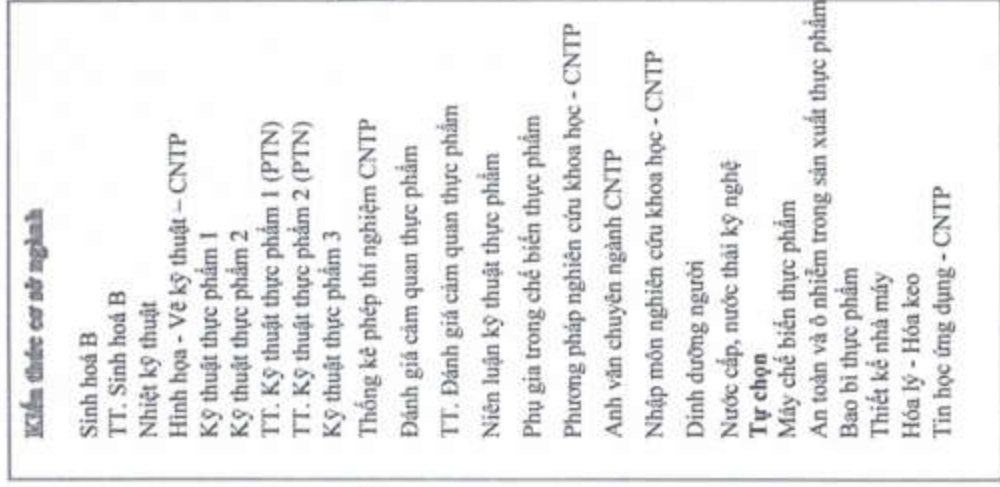 Kiến thức cơ sở ngành
Sinh hoá B
TT. Sinh hoá B
Nhiệt kỹ thuật
Hình họa - Vẽ kỹ thuật – CNTP
Kỹ thuật thực phẩm 1
Kỹ thuật thực phẩm 2
TT. Kỹ thuật thực phẩm 1 (PTN)
TT. Kỹ thuật thực phẩm 2 (PTN)
Kỹ thuật thực phẩm 3
Thống kê phép thí nghiệm CNTP
Đánh giá cảm quan thực phẩm
TT. Đánh giá cảm quan thực phẩm
Niên luận kỹ thuật thực phẩm
Phụ gia trong chế biến thực phẩm
Phương pháp nghiên cứu khoa học - CNTP
Anh văn chuyên ngành CNTP
Nhập môn nghiên cứu khoa học - CNTP
Dinh dưỡng người
Nước cấp, nước thải kỹ nghệ
Tự chọn
Máy chế biến thực phẩm
An toàn và ô nhiễm trong sản xuất thực phẩm
Bao bì thực phẩm
Thiết kế nhà máy
Hóa lý - Hóa keo
Tin học ứng dụng - CNTP